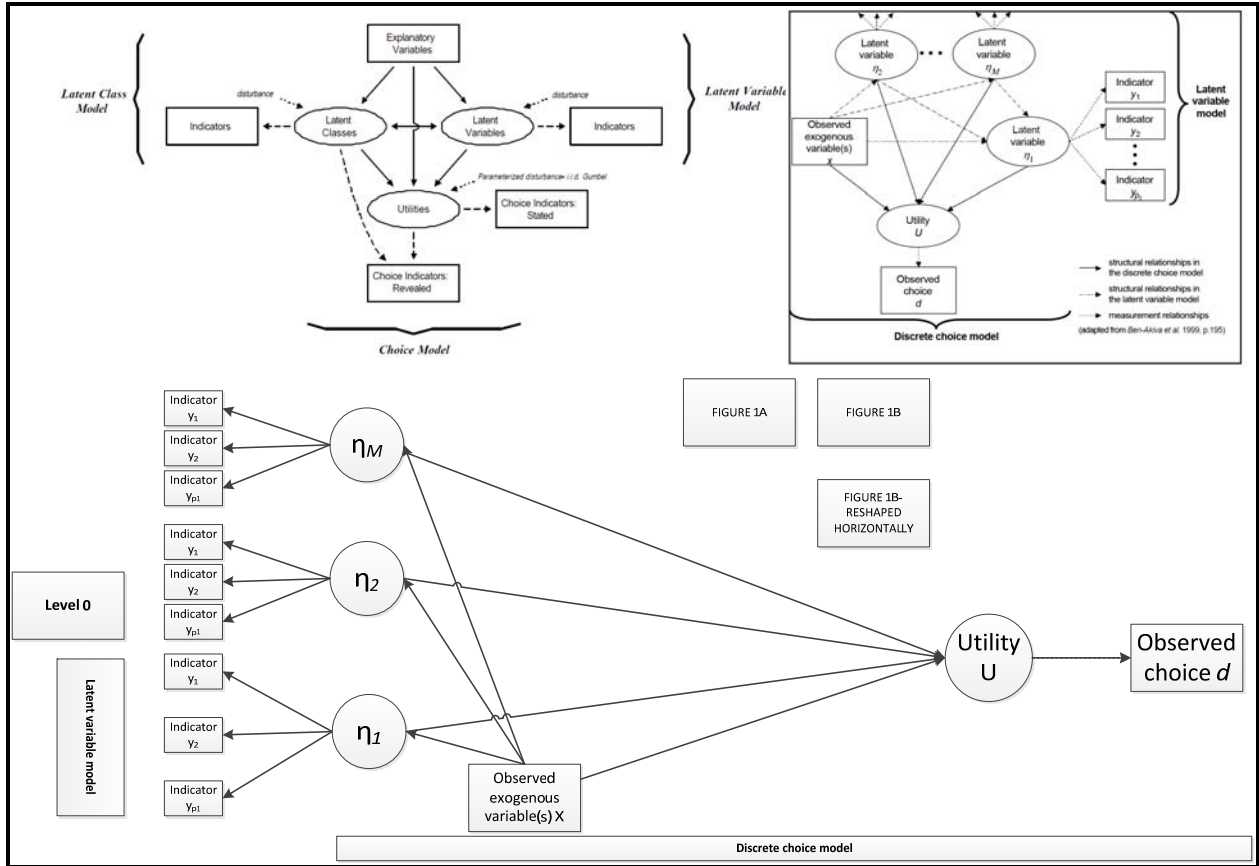 Explanatory
Variables
Latent Class
Model
disturbance
disturbance
Latent Variable
Model
Indicators
Latent
Classes
Latent
Variables
Indicators
Parameterized disturbance- i.i.d. Gumbel
Utilities
Choice Indicators:
Stated
Choice Indicators:
Revealed
Choice Model
Latent
variable
η2
Latent
variable
ηM
Indicator
y1
Latent
variable
model
Observed
exogenous
variable(s)
x
Latent
variable
η1
Indicator
y2
Indicator
yp1
Utility
U
Observed
choice
d
structural relationships in
the discrete choice model
structural relationships in
the latent variable model
measurement relationships
(adapted from Ben-Akiva et al. 1999, p.195)
Discrete choice model
FIGURE 1A
FIGURE 1B
FIGURE 1B-
RESHAPED
HORIZONTALLY
Indicator
y1
Indicator
y2
Indicator
yp1
ηM
Indicator
y1
Indicator
y2
Indicator
yp1
η2
Level 0
Latent variable model
Indicator
y1
Indicator
y2
Indicator
yp1
η1
Observed
exogenous
variable(s) X
Utility
U
Observed
choice d
Discrete choice model